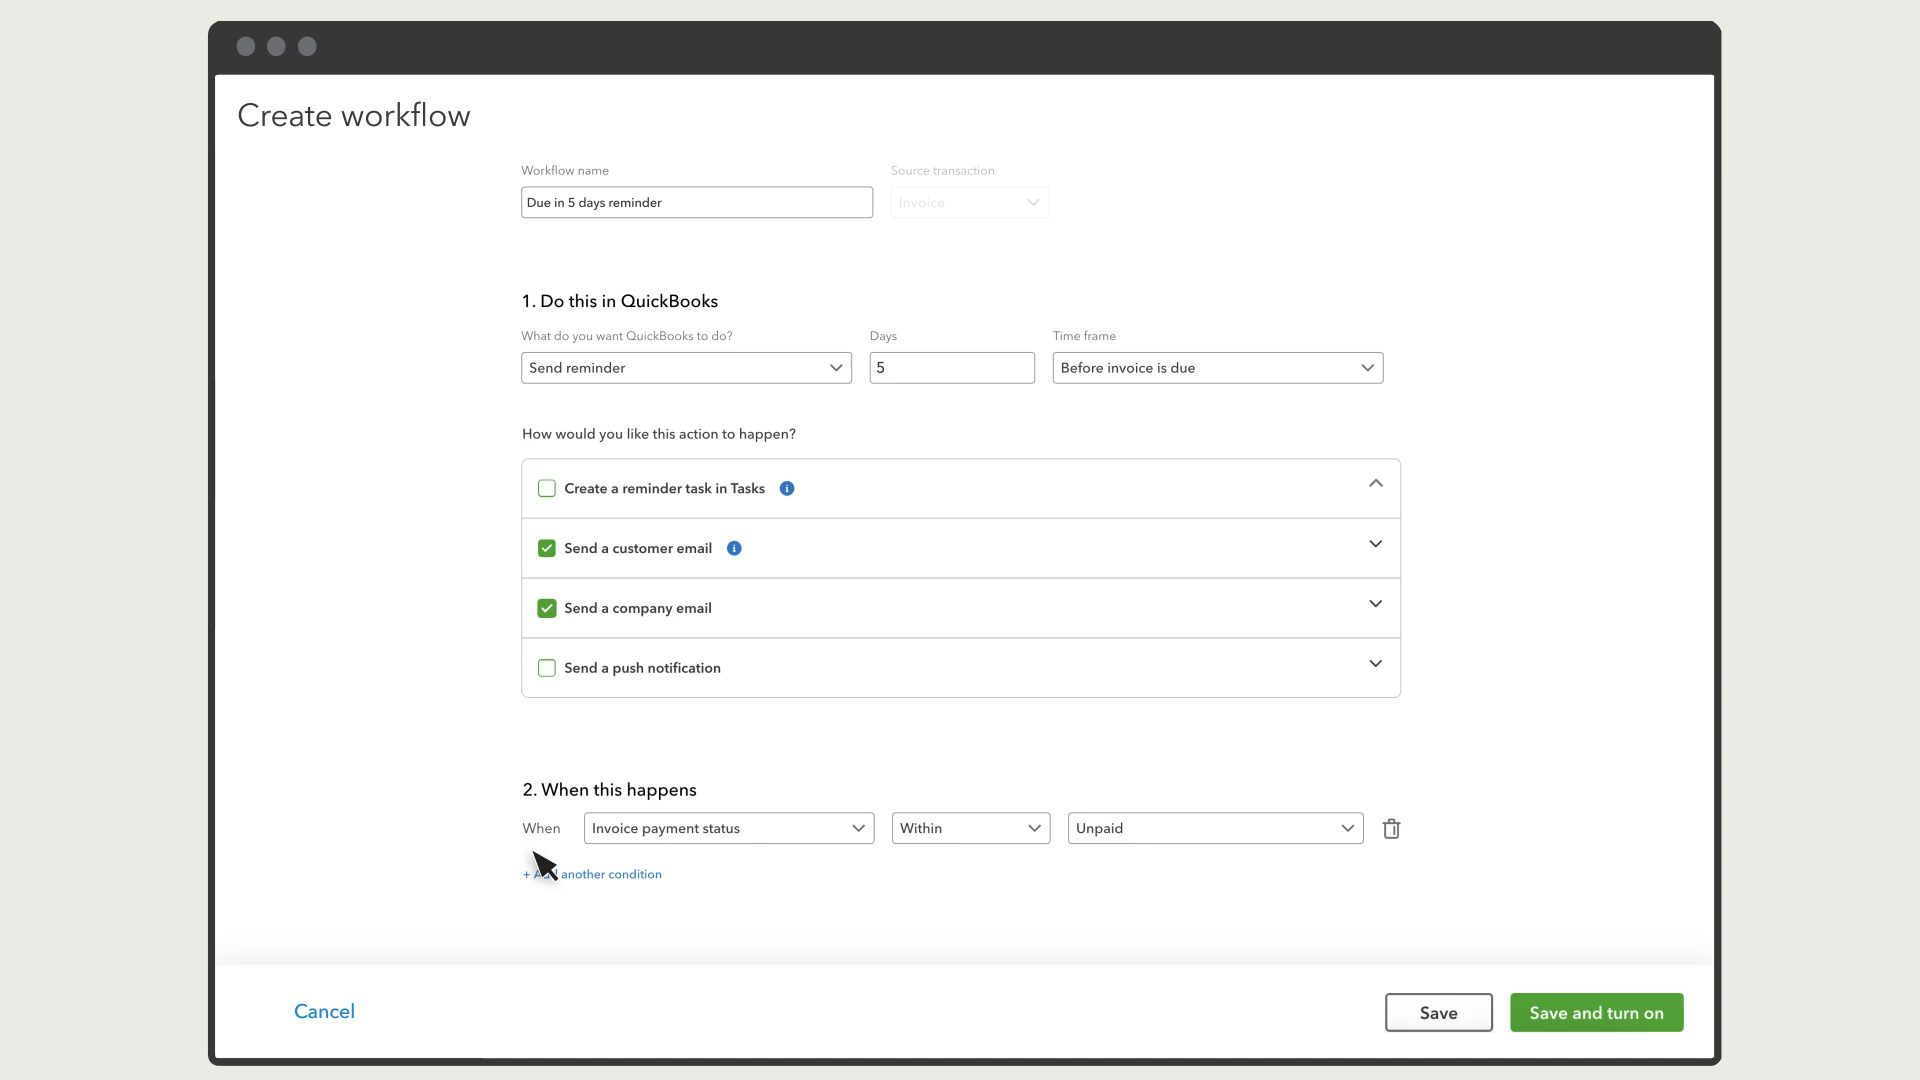 Create workflow
Workflow name
Source transaction
Due in 5 days reminder
Invoice
1. Do this in QuickBooks
What do you want QuickBooks to do?
Days
Time frame
Send reminder
5
Before invoice is due
How would you like this action to happen?
Create a reminder task in Tasks
Send a customer email
Send a company email
Send a push notification
2. When this happens
When
Invoice payment status
Within
Unpaid
+ another condition
Cancel
Save
Save and turn on